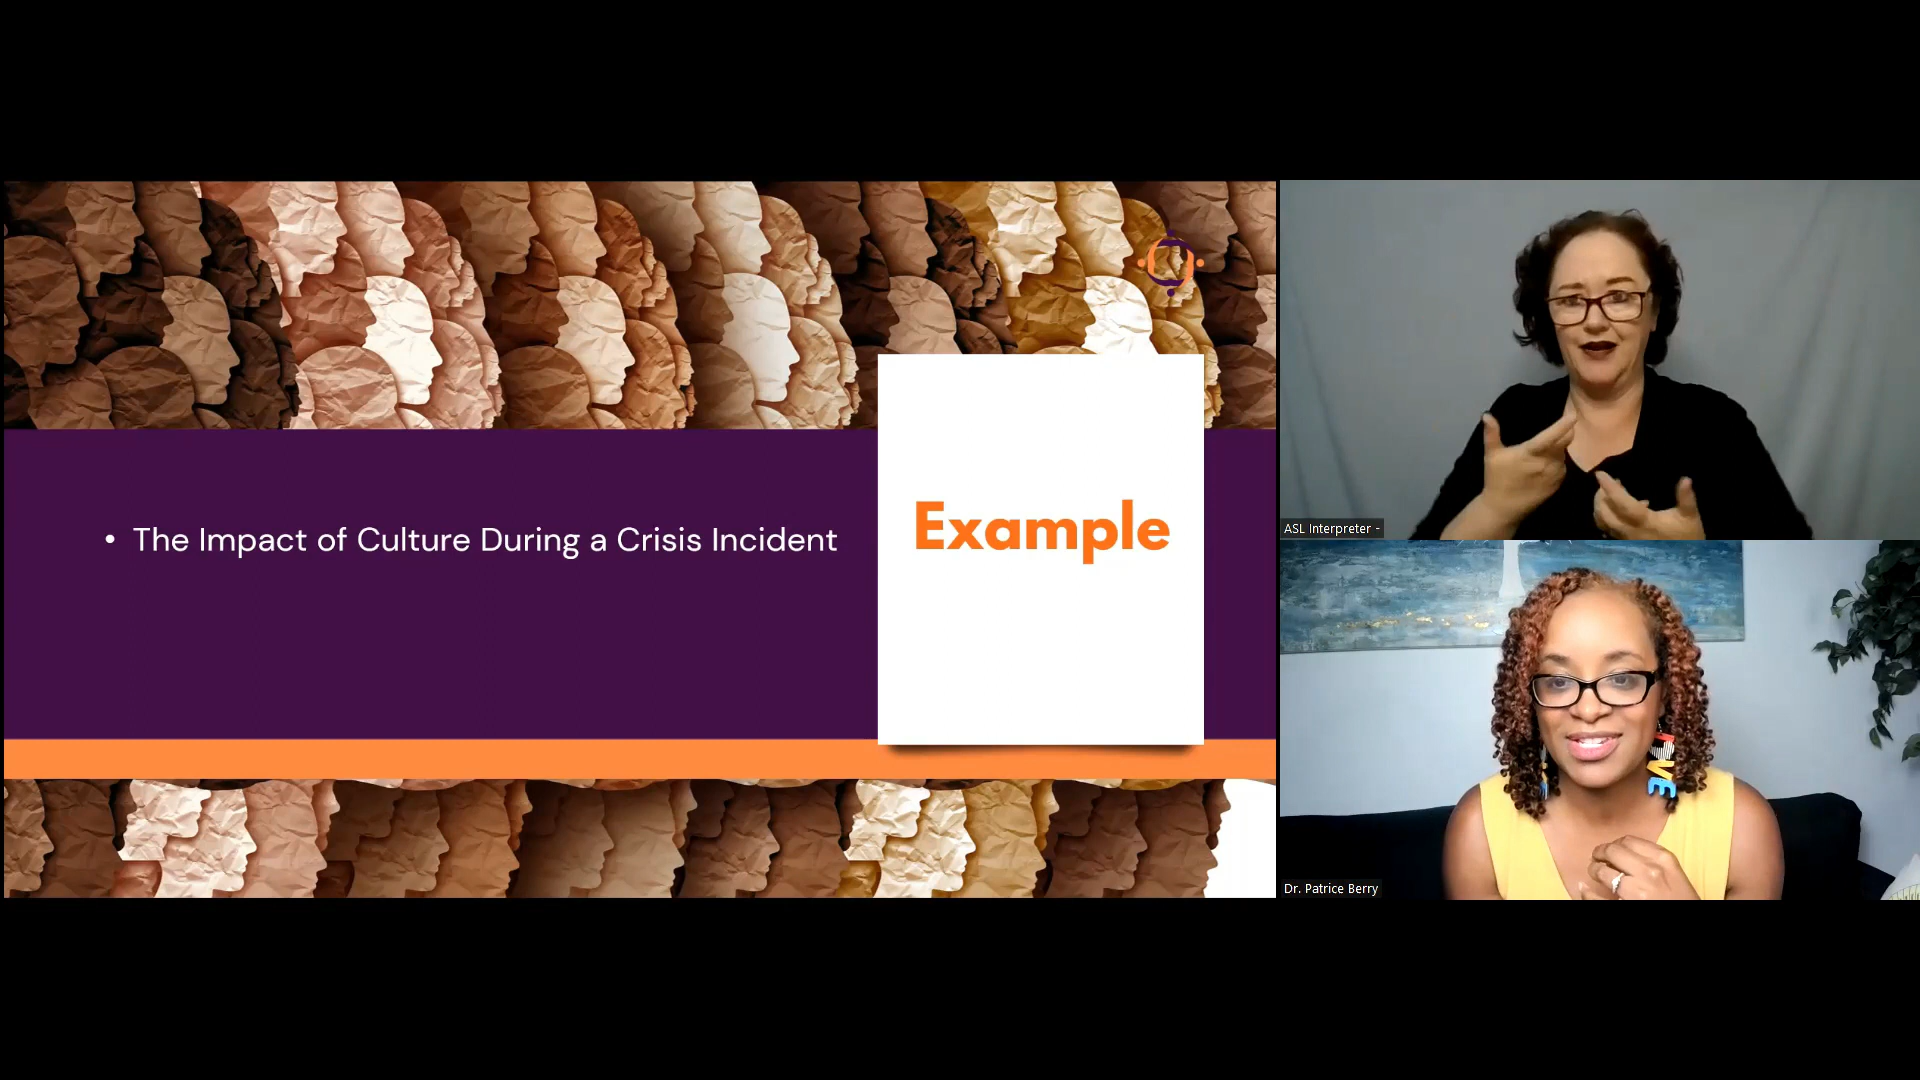 • The Impact of Culture During a Crisis Incident
Example
ASL Interpreter -
Dr. Patrice Berry